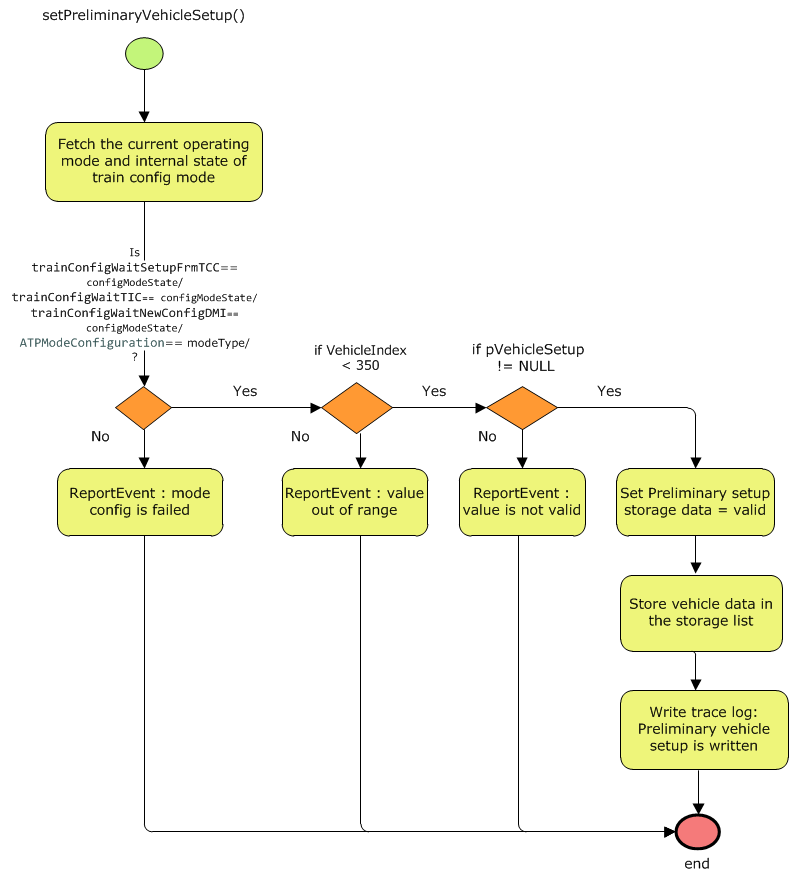 setPreliminaryVehicleSetup()
Fetch the current operating
mode and internal state of
train config mode
Is
trainConfigWaitSetupFrmTCC==
configModeState/
trainConfigWaitTIC== configModeState/
trainConfigWaitNewConfigDMI==
configModeState/
ATPModeConfiguration== modeType/
?
if VehicleIndex
< 350
if pVehicleSetup
!= NULL
Yes
Yes
Yes
No
No
No
ReportEvent : mode
config is failed
ReportEvent : value
out of range
ReportEvent :
value is not valid
Set Preliminary setup
storage data = valid
Store vehicle data in
the storage list
Write trace log:
Preliminary vehicle
setup is written
end